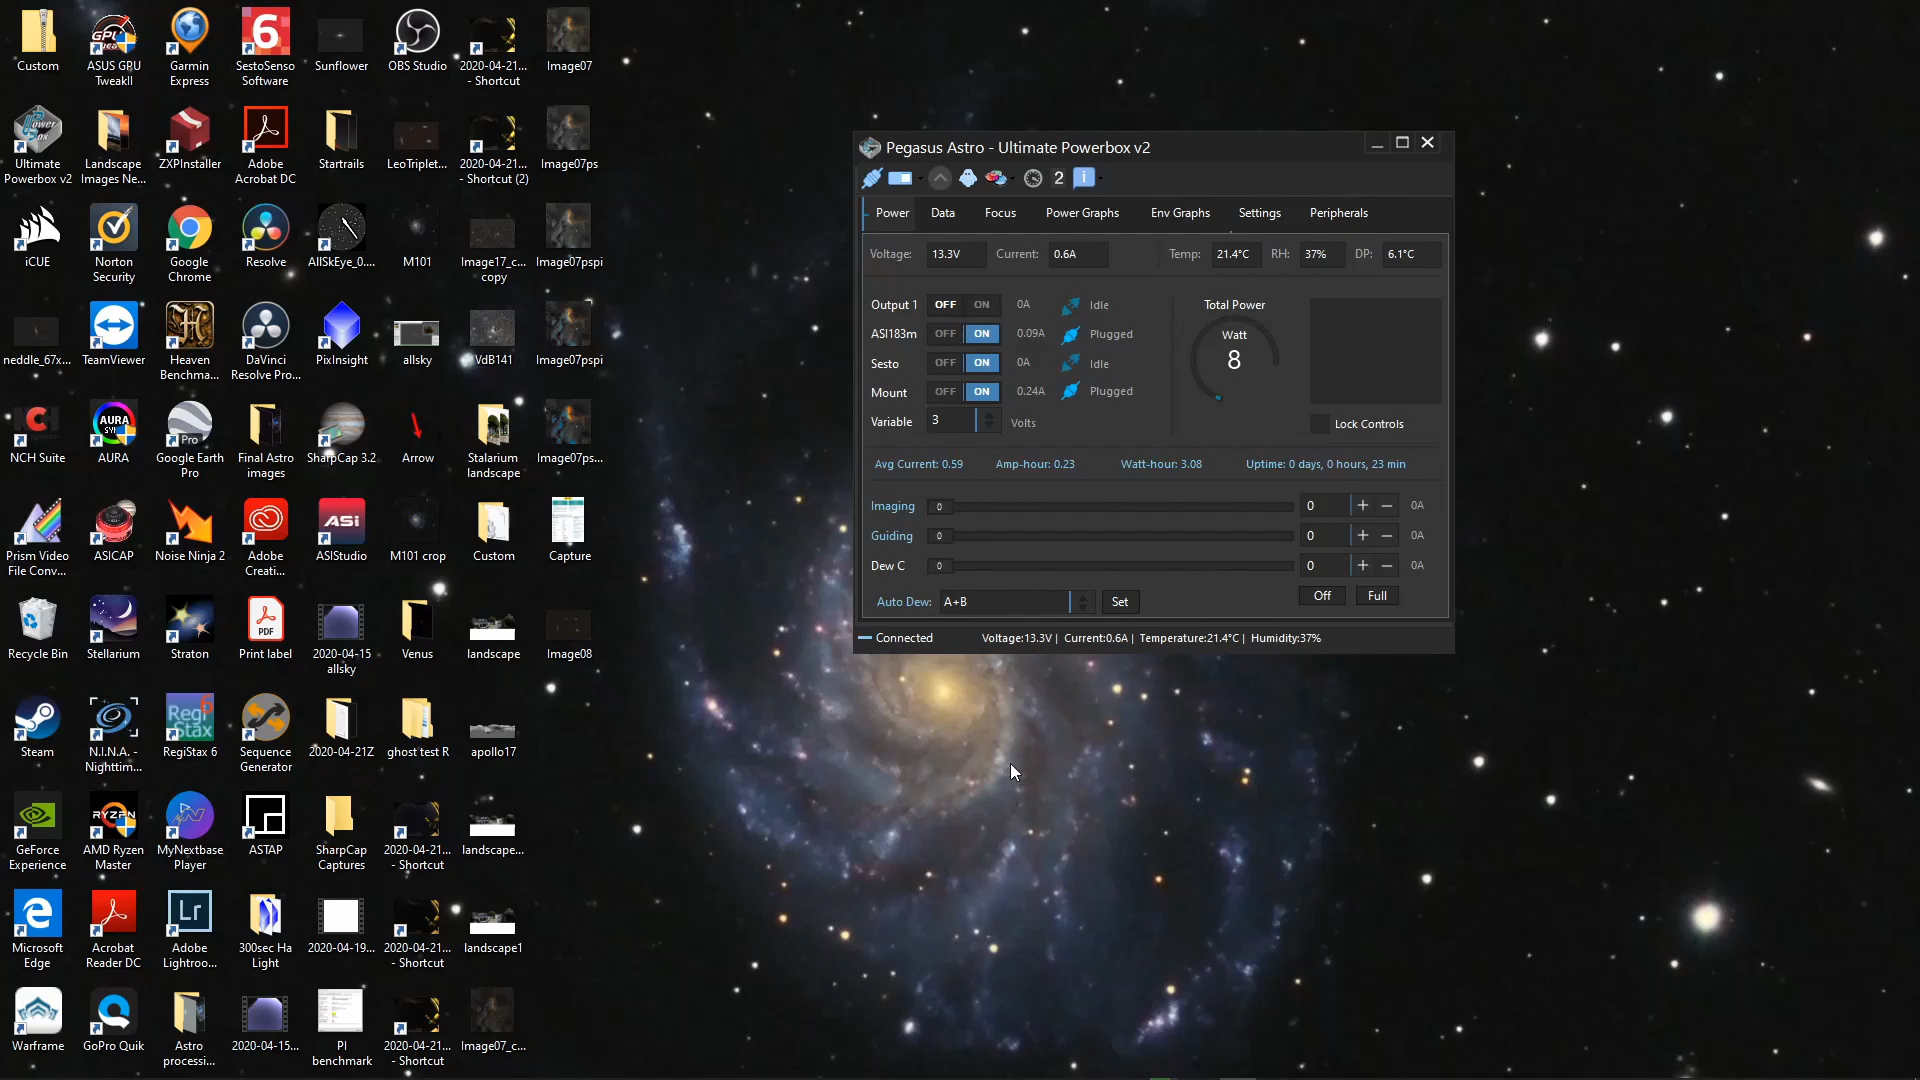 Custom
ASUS GPU
TweakII
Garmin
Express
6
SestoSenso
Software
Sunflower
OBS Studio
2020-04-21...
- Shortcut
Image07
Ultimate
Powerbox v2
Landscape
Images Ne...
ZXPInstaller
Adobe
Acrobat DC
Startrails
LeoTriplet...
2020-04-21...
- Shortcut (2)
Image07ps
iCUE
Norton
Security
Google
Chrome
Resolve
AllSkEye_0....
M101
Image17_c...
copy
Image07pspi
neddle_67x...
TeamViewer
Heaven
Benchma...
DaVinci
Resolve Pro...
PixInsight
allsky
VdB141
Image07pspi
NCH Suite
AURA
AURA
Pro
Google Earth
Pro
Final Astro
images
SharpCap 3.2
Arrow
Stalarium
landscape
Image07ps...
Prism Video
File Conv...
ASICAP
Noise Ninja 2
Adobe
Creati...
ASi
ASIStudio
M101 crop
Custom
Capture
Recycle Bin
Stellarium
Straton
PDF
Print label
2020-04-15
allsky
Venus
landscape
Image08
Steam
N.I.N.A. -
Nighttim...
Regi
Stax
6
RegiStax 6
Sequence
Generator
2020-04-21Z
ghost test R
apollo17
GeForce
Experience
RYZEN
AMD Ryzen
Master
MyNextbase
Player
ASTAP
SharpCap
Captures
2020-04-21...
- Shortcut
landscape...
Microsoft
Edge
Acrobat
Reader DC
Lr
Adobe
Lightroo...
300sec Ha
Light
2020-04-19...
2020-04-21...
- Shortcut
landscape1
Warframe
GoPro Quik
Astro
processi...
2020-04-15...
PI
benchmark
2020-04-21...
- Shortcut
Image07_c...
Pegasus Astro - Ultimate Powerbox v2
2
Power Data Focus Power Graphs Env Graphs Settings Peripherals
Voltage: 13.3V Current: 0.6A Temp: 21.4°C RH: 37% DP: 6.1°C
Output 1 OFF ON 0A Idle
ASI183m OFF ON 0.09A Plugged
Sesto OFF ON 0A Idle
Mount OFF ON 0.24A Plugged
Variable 3 Volts
Total Power
Watt
8
Lock Controls
Avg Current: 0.59 Amp-hour: 0.23 Watt-hour: 3.08 Uptime: 0 days, 0 hours, 23 min
Imaging 0 0 + − 0A
Guiding 0 0 + − 0A
Dew C 0 0 + − 0A
Auto Dew: A+B Set Off Full
Connected Voltage:13.3V | Current:0.6A | Temperature:21.4°C | Humidity:37%